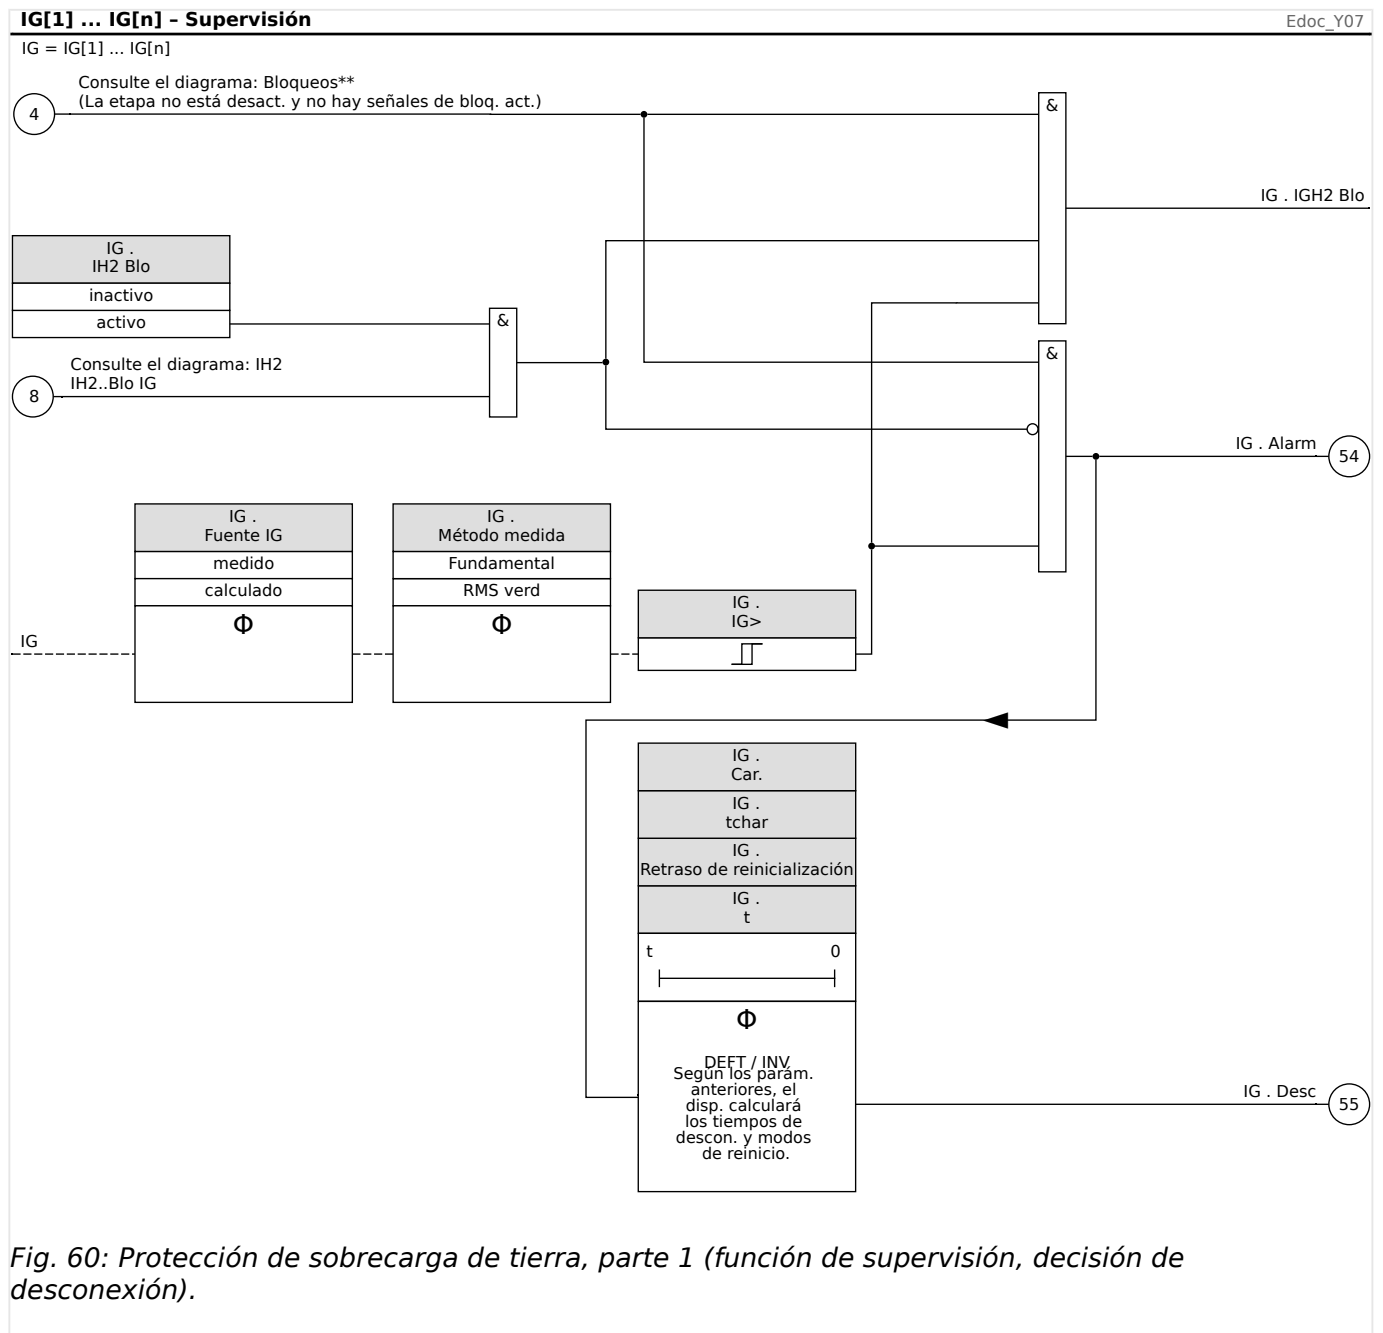 IG[1] ... IG[n] – Supervisión
Edoc_Y07
IG = IG[1] ... IG[n]
Consulte el diagrama: Bloqueos**
(La etapa no está desact. y no hay señales de bloq. act.)
4
&
IG . IGH2 Blo
IG .
IH2 Blo
inactivo
activo
&
Consulte el diagrama: IH2
IH2..Blo IG
8
&
IG . Alarm
54
IG .
Fuente IG
medido
calculado
Φ
IG .
Método medida
Fundamental
RMS verd
Φ
IG .
IG>
IG
IG .
Car.
IG .
tchar
IG .
Retraso de reinicialización
IG .
t
t 0
Φ
DEFT / INV
Según los parám.
anteriores, el
disp. calculará
los tiempos de
descon. y modos
de reinicio.
IG . Desc
55
Fig. 60: Protección de sobrecarga de tierra, parte 1 (función de supervisión, decisión de
desconexión).